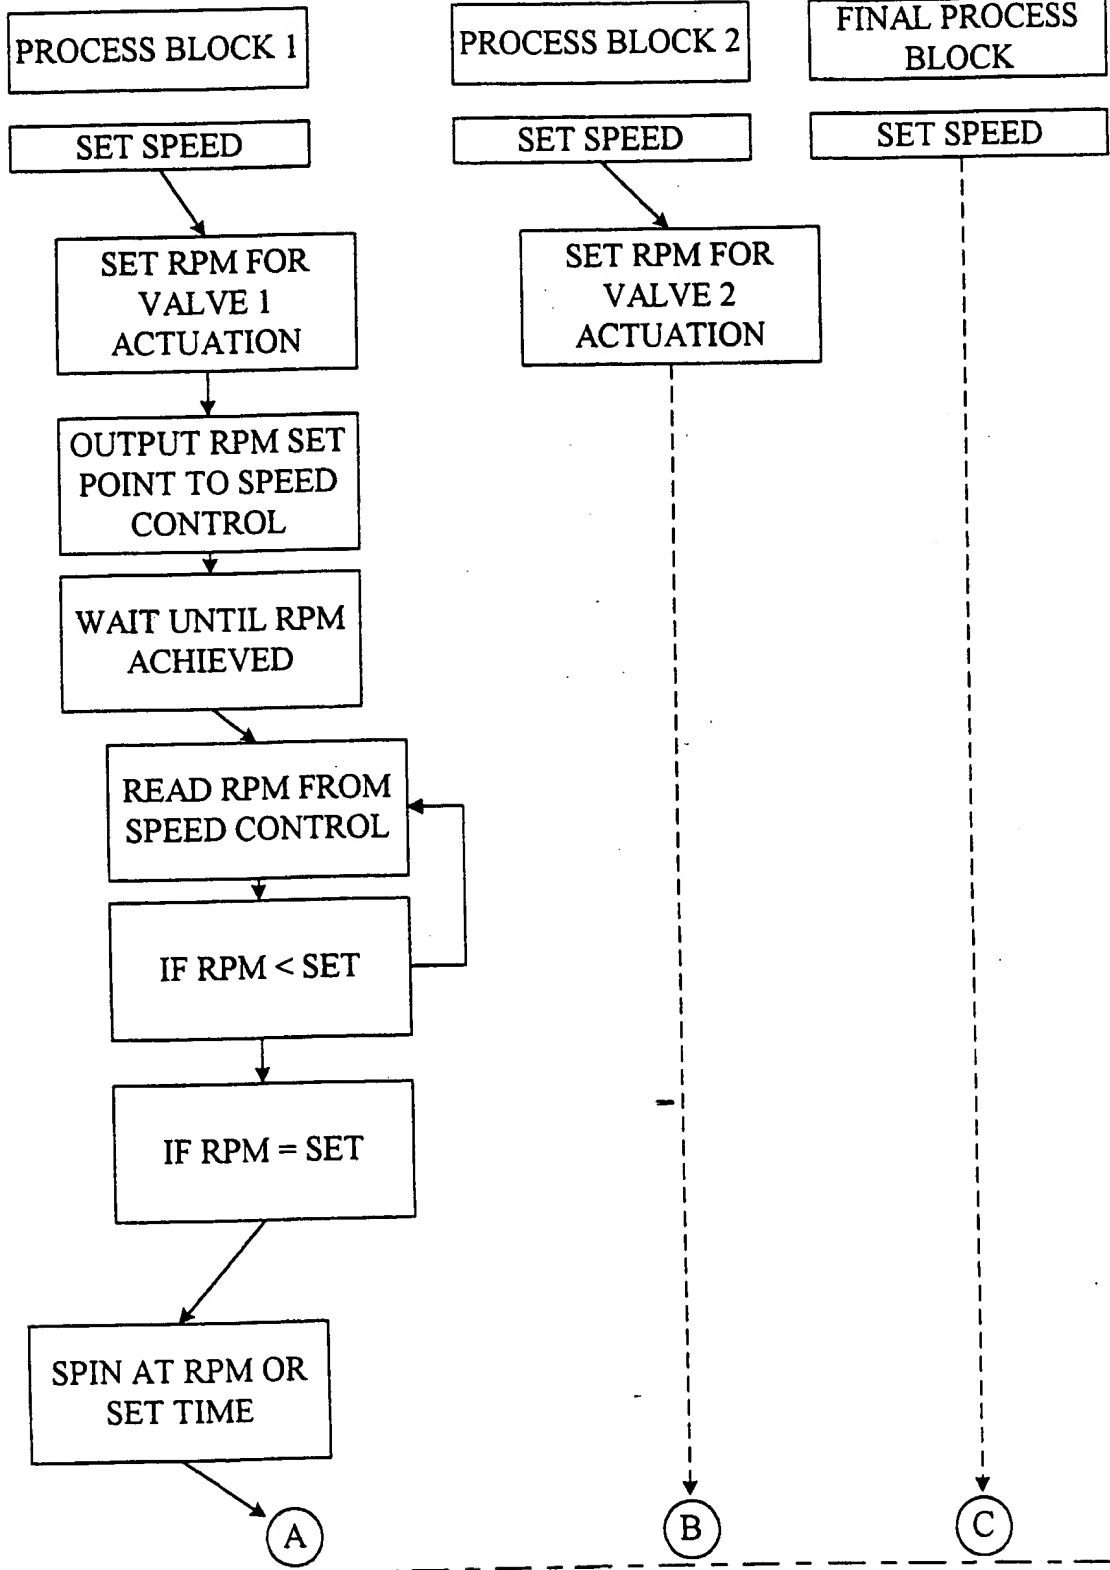 PROCESS BLOCK 1
SET SPEED
SET RPM FOR
VALVE 1
ACTUATION
OUTPUT RPM SET
POINT TO SPEED
CONTROL
WAIT UNTIL RPM
ACHIEVED
READ RPM FROM
SPEED CONTROL
IF RPM < SET
IF RPM = SET
SPIN AT RPM OR
SET TIME
A
PROCESS BLOCK 2
SET SPEED
SET RPM FOR
VALVE 2
ACTUATION
B
FINAL PROCESS
BLOCK
SET SPEED
C